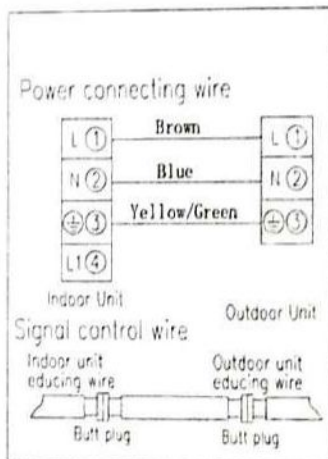 Power connecting wire
L ① Brown L ①
N ② Blue N ②
③ Yellow/Green ③
L1 ④
Indoor Unit
Outdoor Unit
Signal control wire
Indoor unit Outdoor unit
educing wire educing wire
Butt plug Butt plug